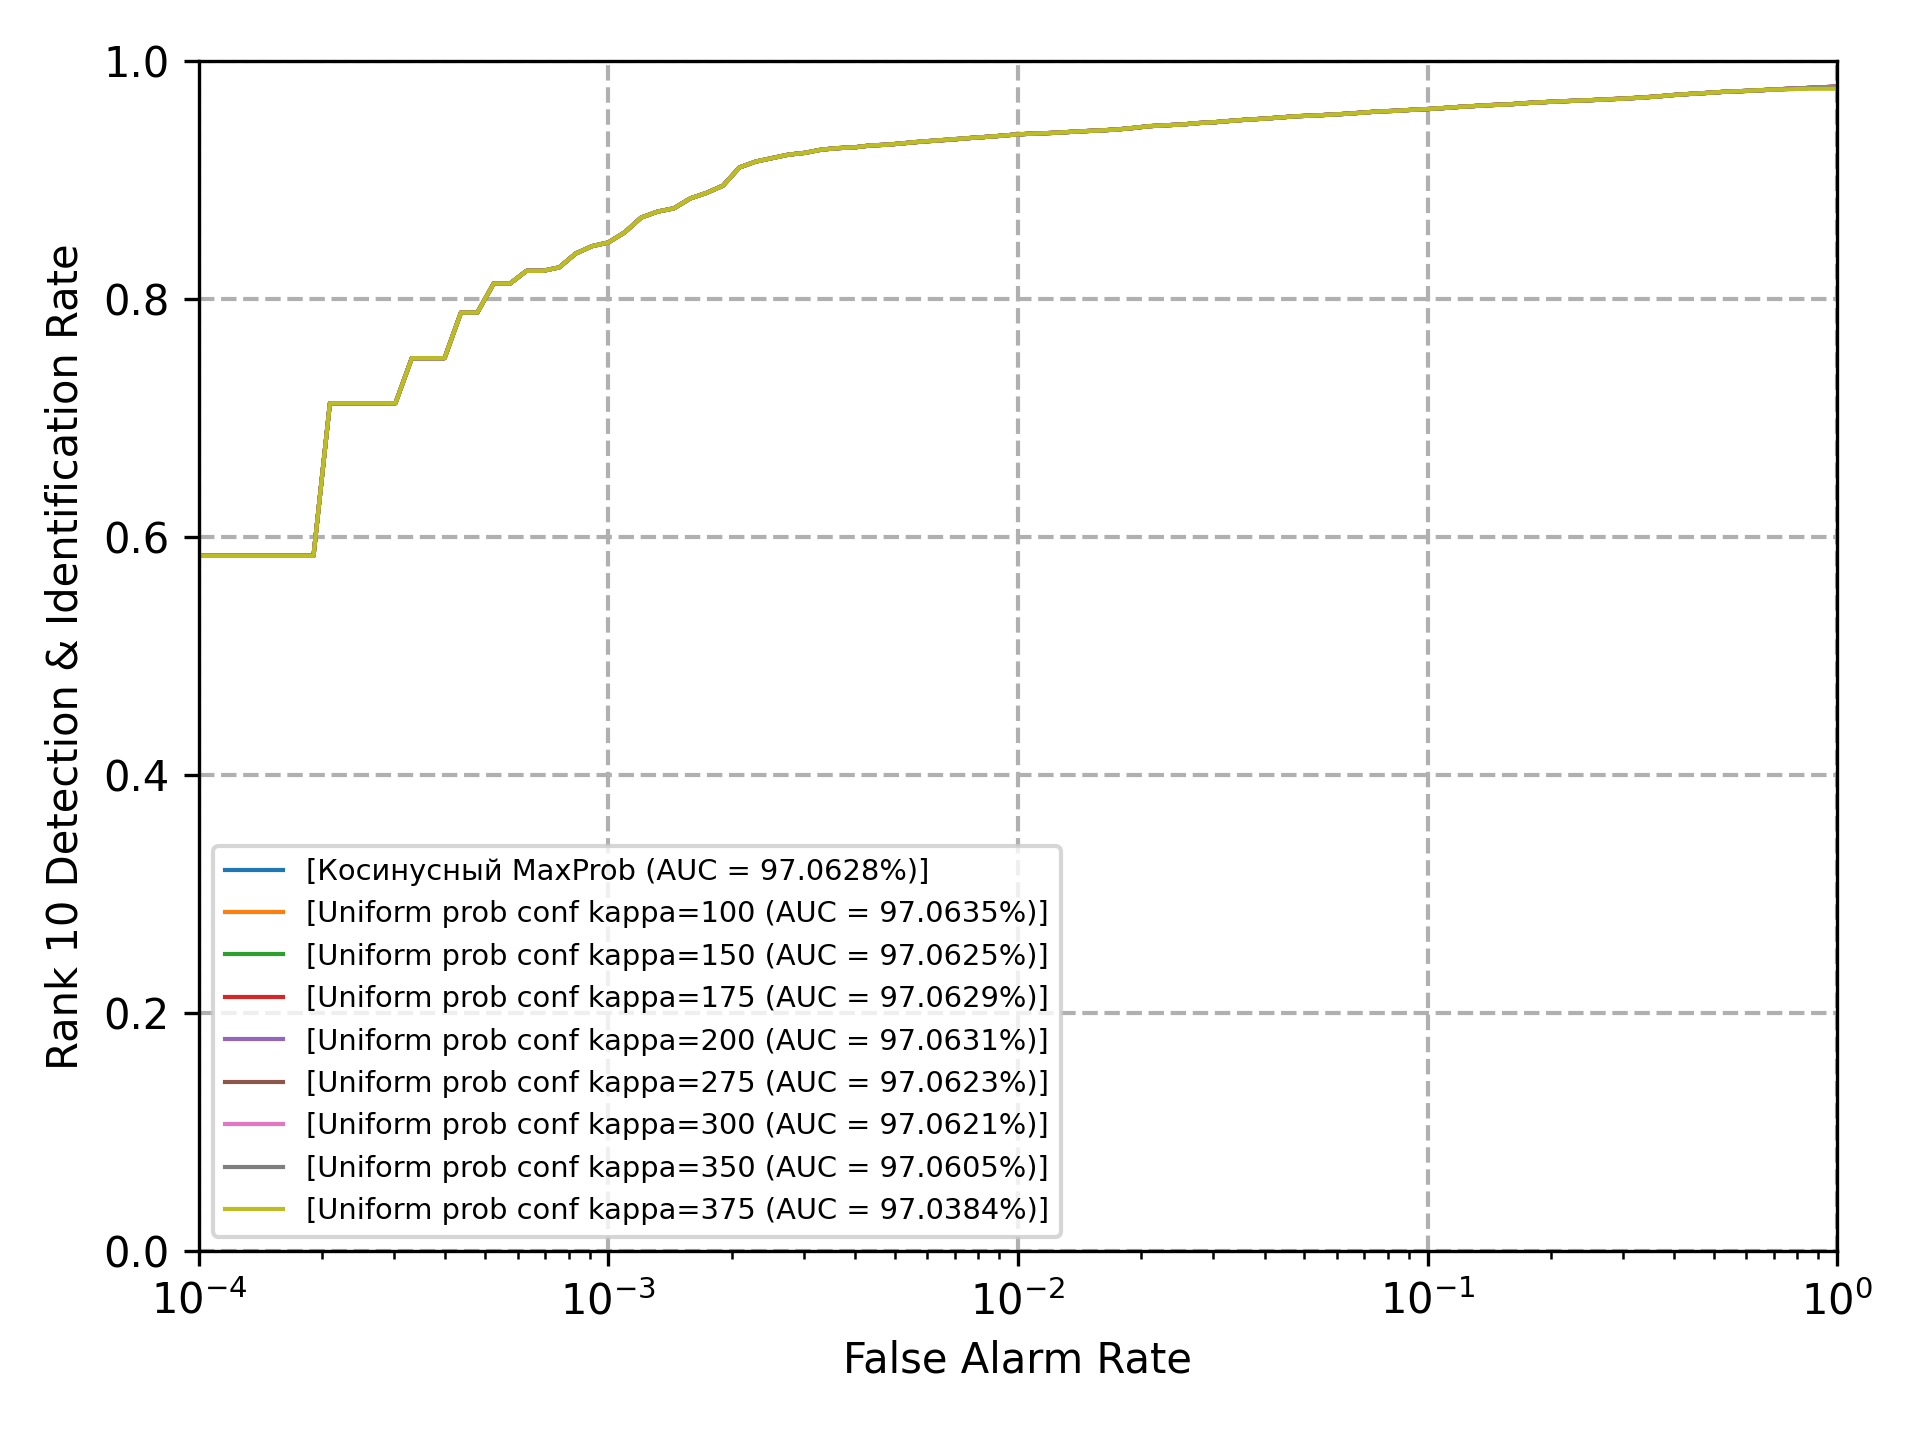 1.0
0.8
0.6
0.4
0.2
0.0
Rank 10 Detection & Identification Rate
[Косинусный MaxProb (AUC = 97.0628%)]
[Uniform prob conf kappa=100 (AUC = 97.0635%)]
[Uniform prob conf kappa=150 (AUC = 97.0625%)]
[Uniform prob conf kappa=175 (AUC = 97.0629%)]
[Uniform prob conf kappa=200 (AUC = 97.0631%)]
[Uniform prob conf kappa=275 (AUC = 97.0623%)]
[Uniform prob conf kappa=300 (AUC = 97.0621%)]
[Uniform prob conf kappa=350 (AUC = 97.0605%)]
[Uniform prob conf kappa=375 (AUC = 97.0384%)]
10⁻⁴ 10⁻³ 10⁻² 10⁻¹ 10⁰
False Alarm Rate